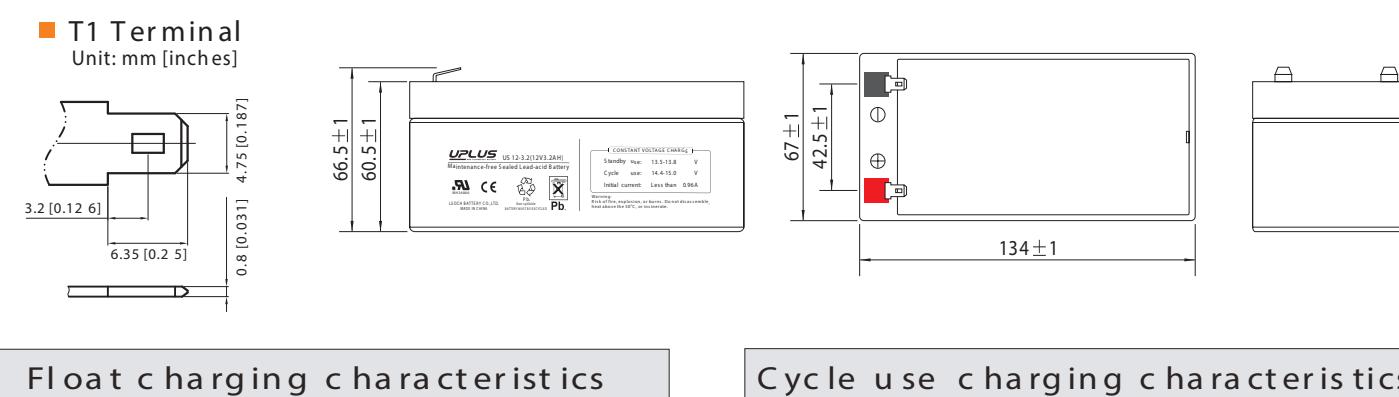 T1 Terminal
Unit: mm [inches]
4.75 [0.187]
3.2 [0.12 6]
6.35 [0.2 5]
0.8 [0.031]
66.5±1
60.5±1
UPLUS US 12-3.2(12V3.2AH)
Maintenance-free Sealed Lead-acid Battery
CE
Pb.
Pb
LEOCH BATTERY CO.,LTD.
MADE IN CHINA
CONSTANT VOLTAGE CHARGE
Standby use: 13.5-13.8 V
Cycle use: 14.4-15.0 V
Initial current: Less than 0.96A
Warning:
Risk of fire, explosion, or burns. Do not disassemble,
heat above the 50°C, or incinerate.
67±1
42.5±1
134±1
Float charging characteristics
Cycle use charging characteristics